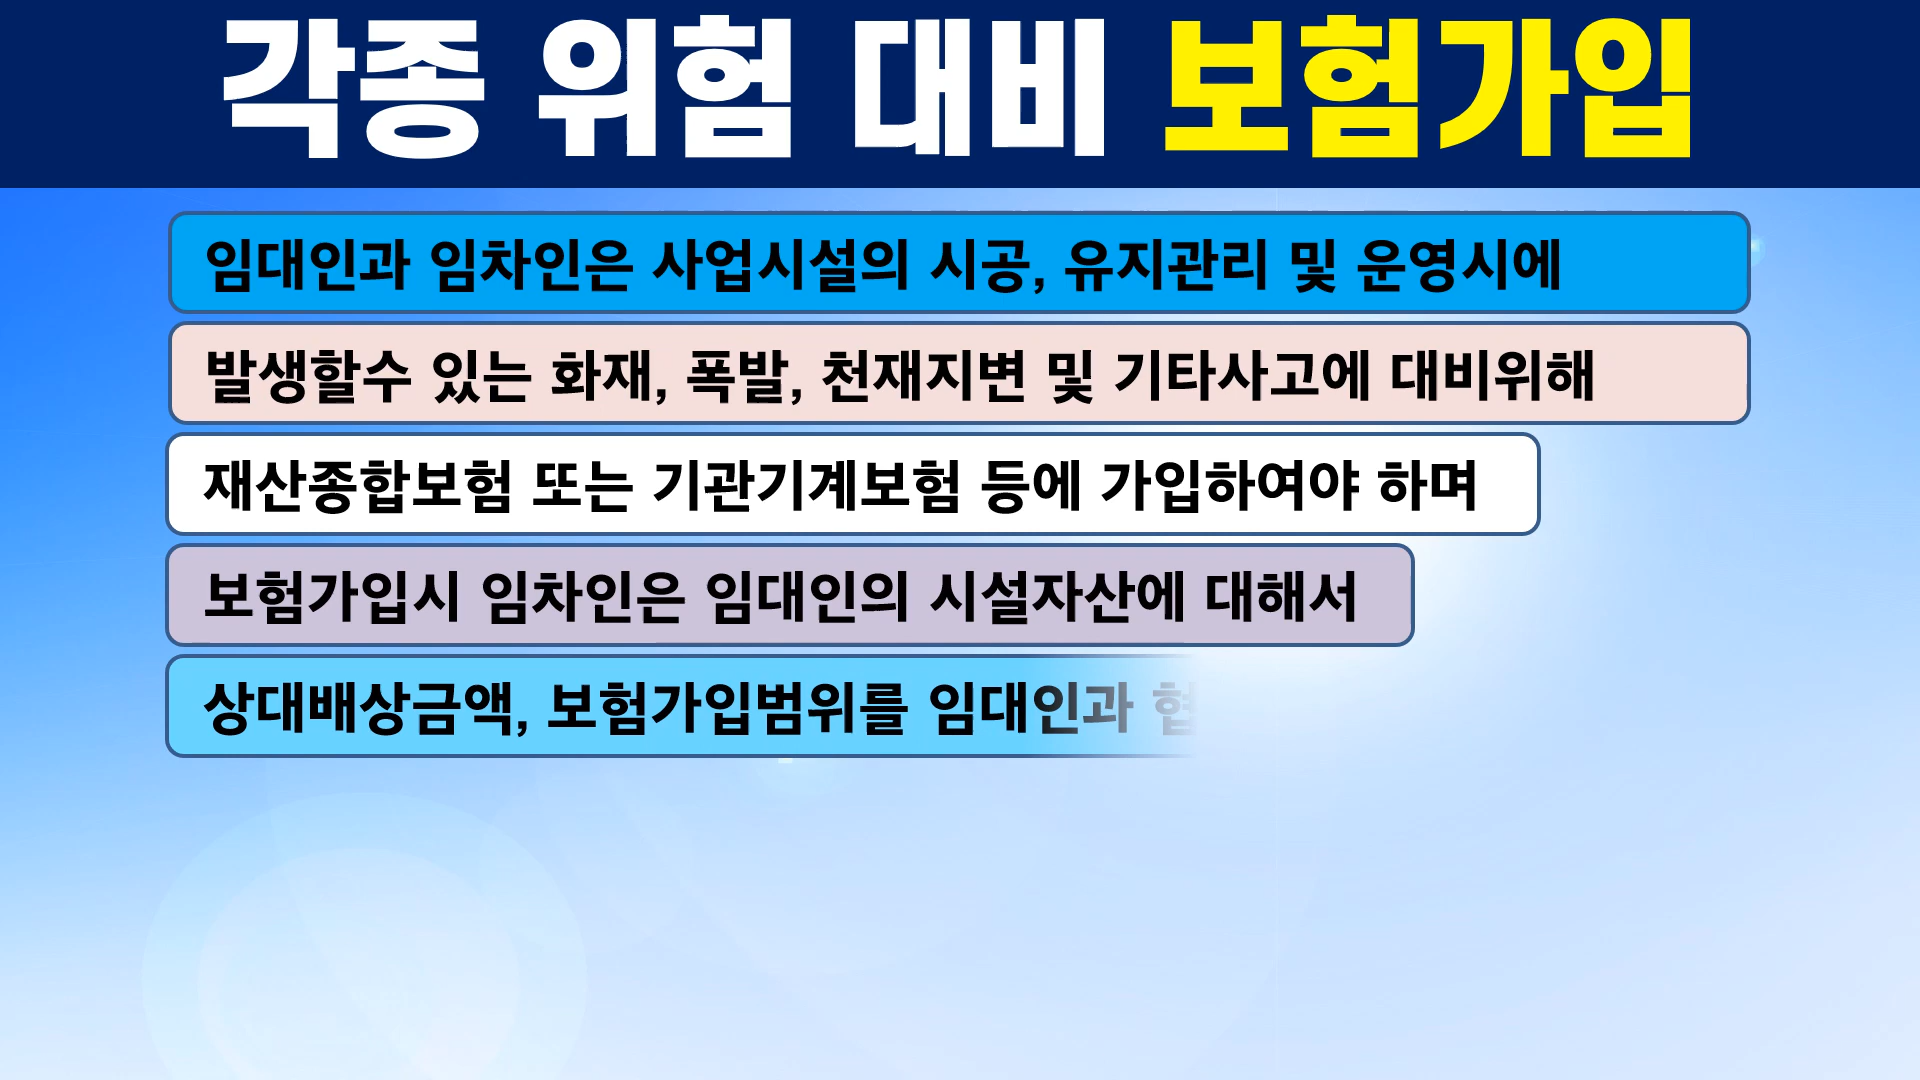 각종 위험 대비 보험가입
임대인과 임차인은 사업시설의 시공, 유지관리 및 운영시에
발생할수 있는 화재, 폭발, 천재지변 및 기타사고에 대비위해
재산종합보험 또는 기관기계보험 등에 가입하여야 하며
보험가입시 임차인은 임대인의 시설자산에 대해서
상대배상금액, 보험가입범위를 임대인과